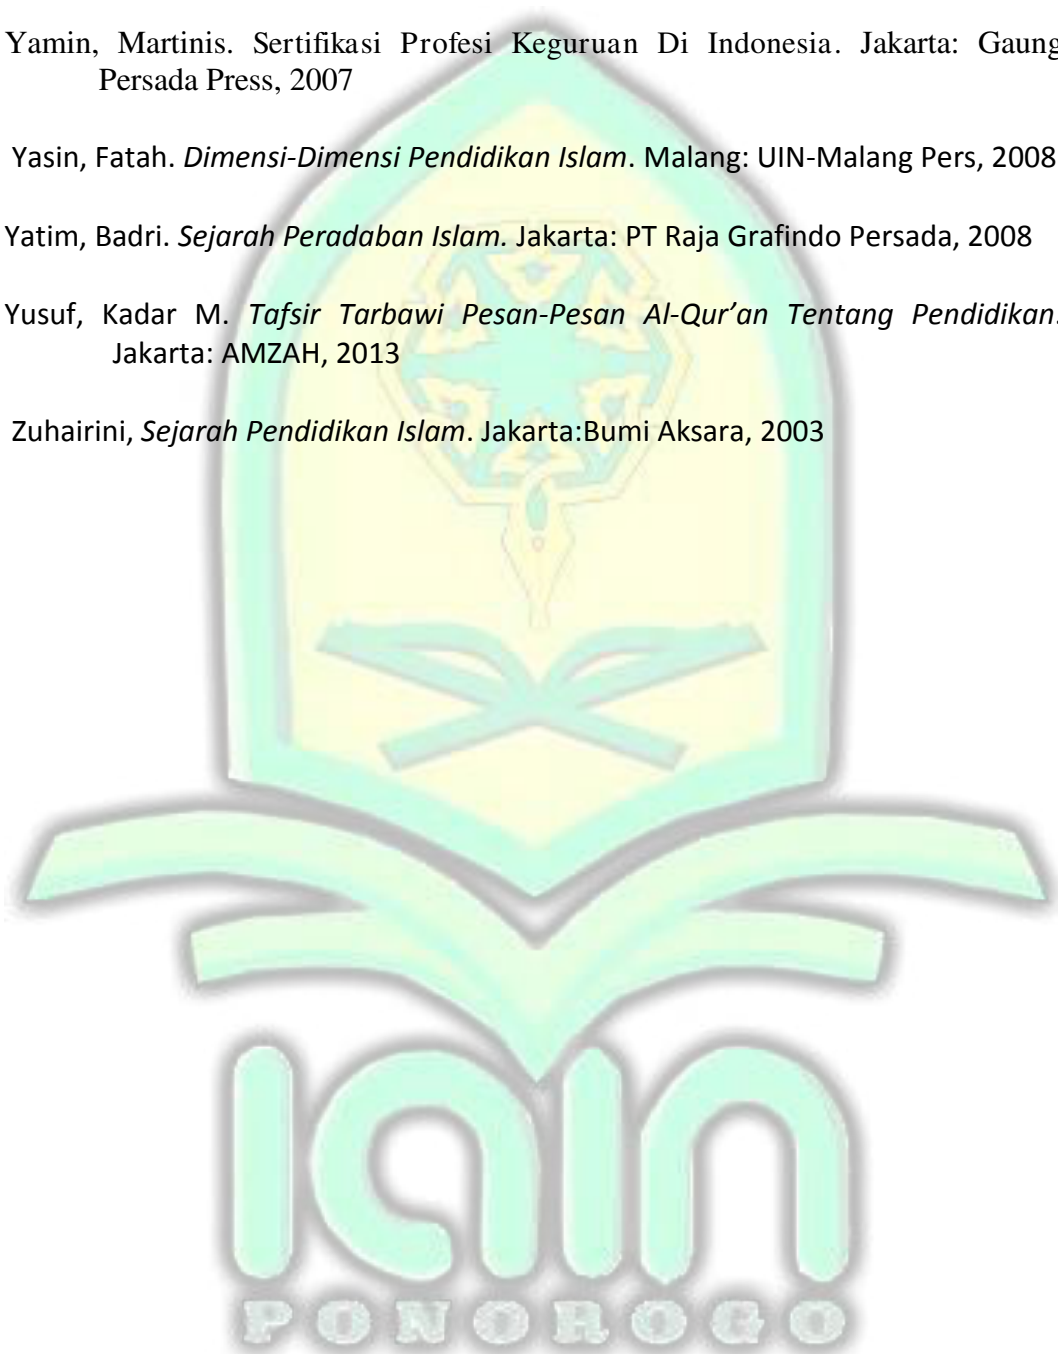 Yamin, Martinis. Sertifikasi Profesi Keguruan Di Indonesia. Jakarta: Gaung
Persada Press, 2007
Yasin, Fatah. Dimensi-Dimensi Pendidikan Islam. Malang: UIN-Malang Pers, 2008
Yatim, Badri. Sejarah Peradaban Islam. Jakarta: PT Raja Grafindo Persada, 2008
Yusuf, Kadar M. Tafsir Tarbawi Pesan-Pesan Al-Qur’an Tentang Pendidikan.
Jakarta: AMZAH, 2013
Zuhairini, Sejarah Pendidikan Islam. Jakarta:Bumi Aksara, 2003
iain
PONOROGO